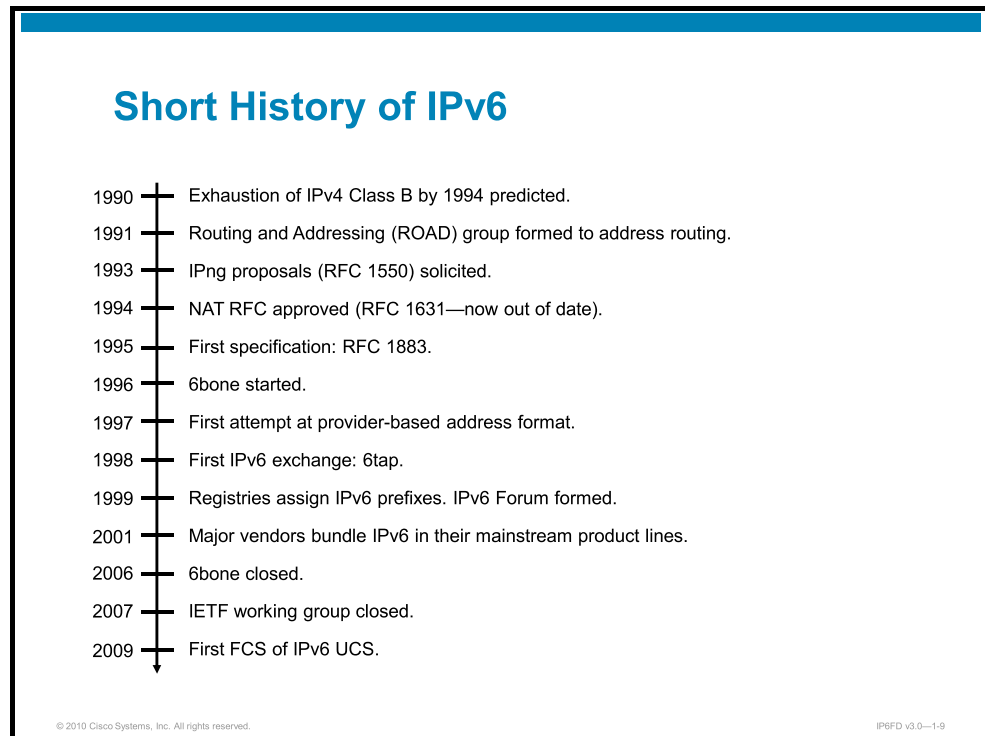 Short History of IPv6
1990 Exhaustion of IPv4 Class B by 1994 predicted.
1991 Routing and Addressing (ROAD) group formed to address routing.
1993 IPng proposals (RFC 1550) solicited.
1994 NAT RFC approved (RFC 1631—now out of date).
1995 First specification: RFC 1883.
1996 6bone started.
1997 First attempt at provider-based address format.
1998 First IPv6 exchange: 6tap.
1999 Registries assign IPv6 prefixes. IPv6 Forum formed.
2001 Major vendors bundle IPv6 in their mainstream product lines.
2006 6bone closed.
2007 IETF working group closed.
2009 First FCS of IPv6 UCS.
© 2010 Cisco Systems, Inc. All rights reserved. IP6FD v3.0—1-9